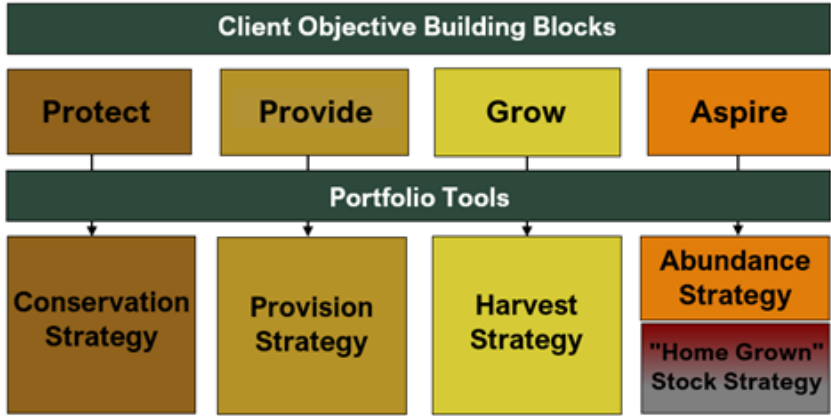 Client Objective Building Blocks
Protect
Provide
Grow
Aspire
Portfolio Tools
Conservation
Strategy
Provision
Strategy
Harvest
Strategy
Abundance
Strategy
"Home Grown"
Stock Strategy